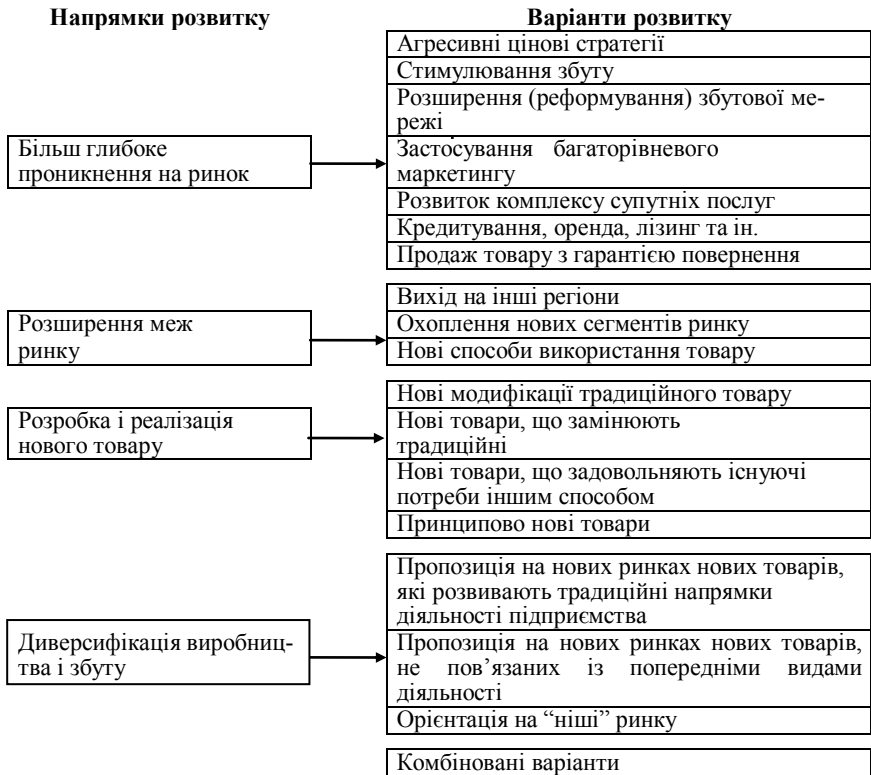 Напрямки розвитку
Варіанти розвитку
Більш глибоке
проникнення на ринок
Агресивні цінові стратегії
Стимулювання збуту
Розширення (реформування) збутової ме-
режі
Застосування багаторівневого
маркетингу
Розвиток комплексу супутніх послуг
Кредитування, оренда, лізинг та ін.
Продаж товару з гарантією повернення
Розширення меж
ринку
Вихід на інші регіони
Охоплення нових сегментів ринку
Нові способи використання товару
Розробка і реалізація
нового товару
Нові модифікації традиційного товару
Нові товари, що замінюють
традиційні
Нові товари, що задовольняють існуючі
потреби іншим способом
Принципово нові товари
Диверсифікація виробниц-
тва і збуту
Пропозиція на нових ринках нових товарів,
які розвивають традиційні напрямки
діяльності підприємства
Пропозиція на нових ринках нових товарів,
не пов’язаних із попередніми видами
діяльності
Орієнтація на “ніші” ринку
Комбіновані варіанти